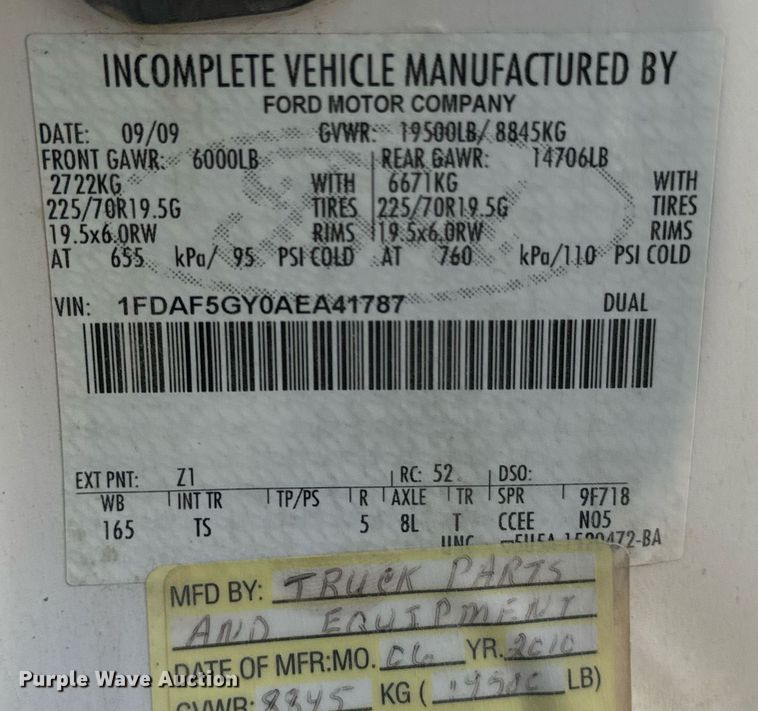 INCOMPLETE VEHICLE MANUFACTURED BY
FORD MOTOR COMPANY
DATE: 09/09 GVWR: 19500LB/ 8845KG
FRONT GAWR: 6000LB REAR GAWR: 14706LB
2722KG WITH 6671KG WITH
225/70R19.5G TIRES 225/70R19.5G TIRES
19.5x6.0RW RIMS 19.5x6.0RW RIMS
AT 655 kPa/ 95 PSI COLD AT 760 kPa/110 PSI COLD
VIN: 1FDAF5GY0AEA41787 DUAL
EXT PNT: Z1 RC: 52 DSO:
WB INT TR TP/PS R AXLE TR SPR 9F718
165 TS 5 8L T CCEE N05
MFD BY: TRUCK PARTS
AND EQUIPMENT
DATE OF MFR:MO. 06 YR. 2010
GVWR: 8845 KG ( 19500 LB)
Purple Wave Auction